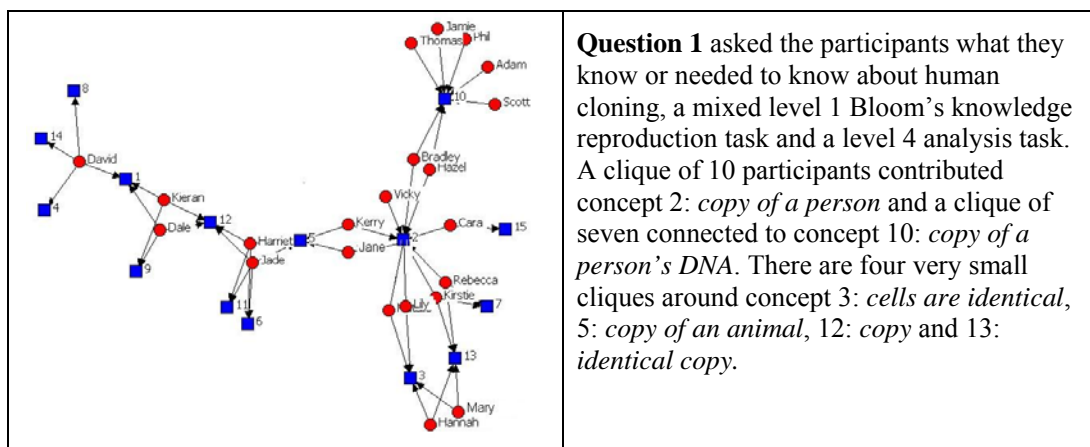 Jamie
Phil
Thomas
Adam
Scott
10
8
14
David
4
1
Kieran
12
Dale
9
Harriet
Jade
11
6
5
Bradley
Hazel
Vicky
Kerry
Jane
2
Cara
15
Rebecca
Kirstie
7
Lily
13
3
Mary
Hannah
Question 1 asked the participants what they
know or needed to know about human
cloning, a mixed level 1 Bloom’s knowledge
reproduction task and a level 4 analysis task.
A clique of 10 participants contributed
concept 2: copy of a person and a clique of
seven connected to concept 10: copy of a
person’s DNA. There are four very small
cliques around concept 3: cells are identical,
5: copy of an animal, 12: copy and 13:
identical copy.